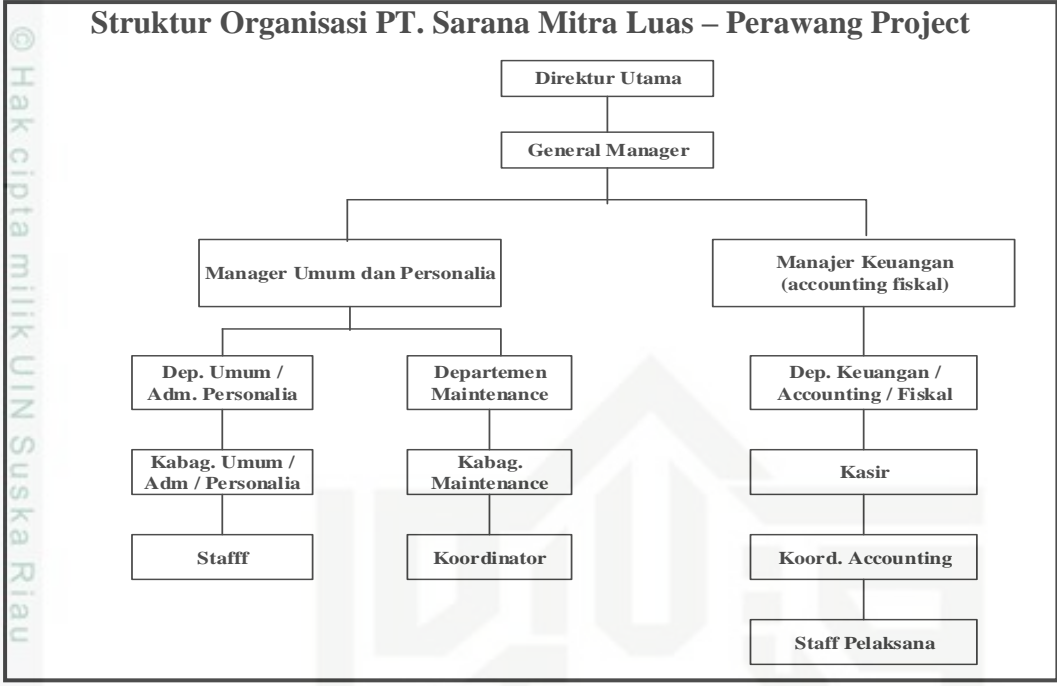 Struktur Organisasi PT. Sarana Mitra Luas – Perawang Project
Direktur Utama
General Manager
Manager Umum dan Personalia
Manajer Keuangan
(accounting fiskal)
Dep. Umum /
Adm. Personalia
Departemen
Maintenance
Dep. Keuangan /
Accounting / Fiskal
Kabag. Umum /
Adm / Personalia
Kabag.
Maintenance
Kasir
Stafff
Koordinator
Koord. Accounting
Staff Pelaksana
© Hak cipta milik UIN Suska Riau